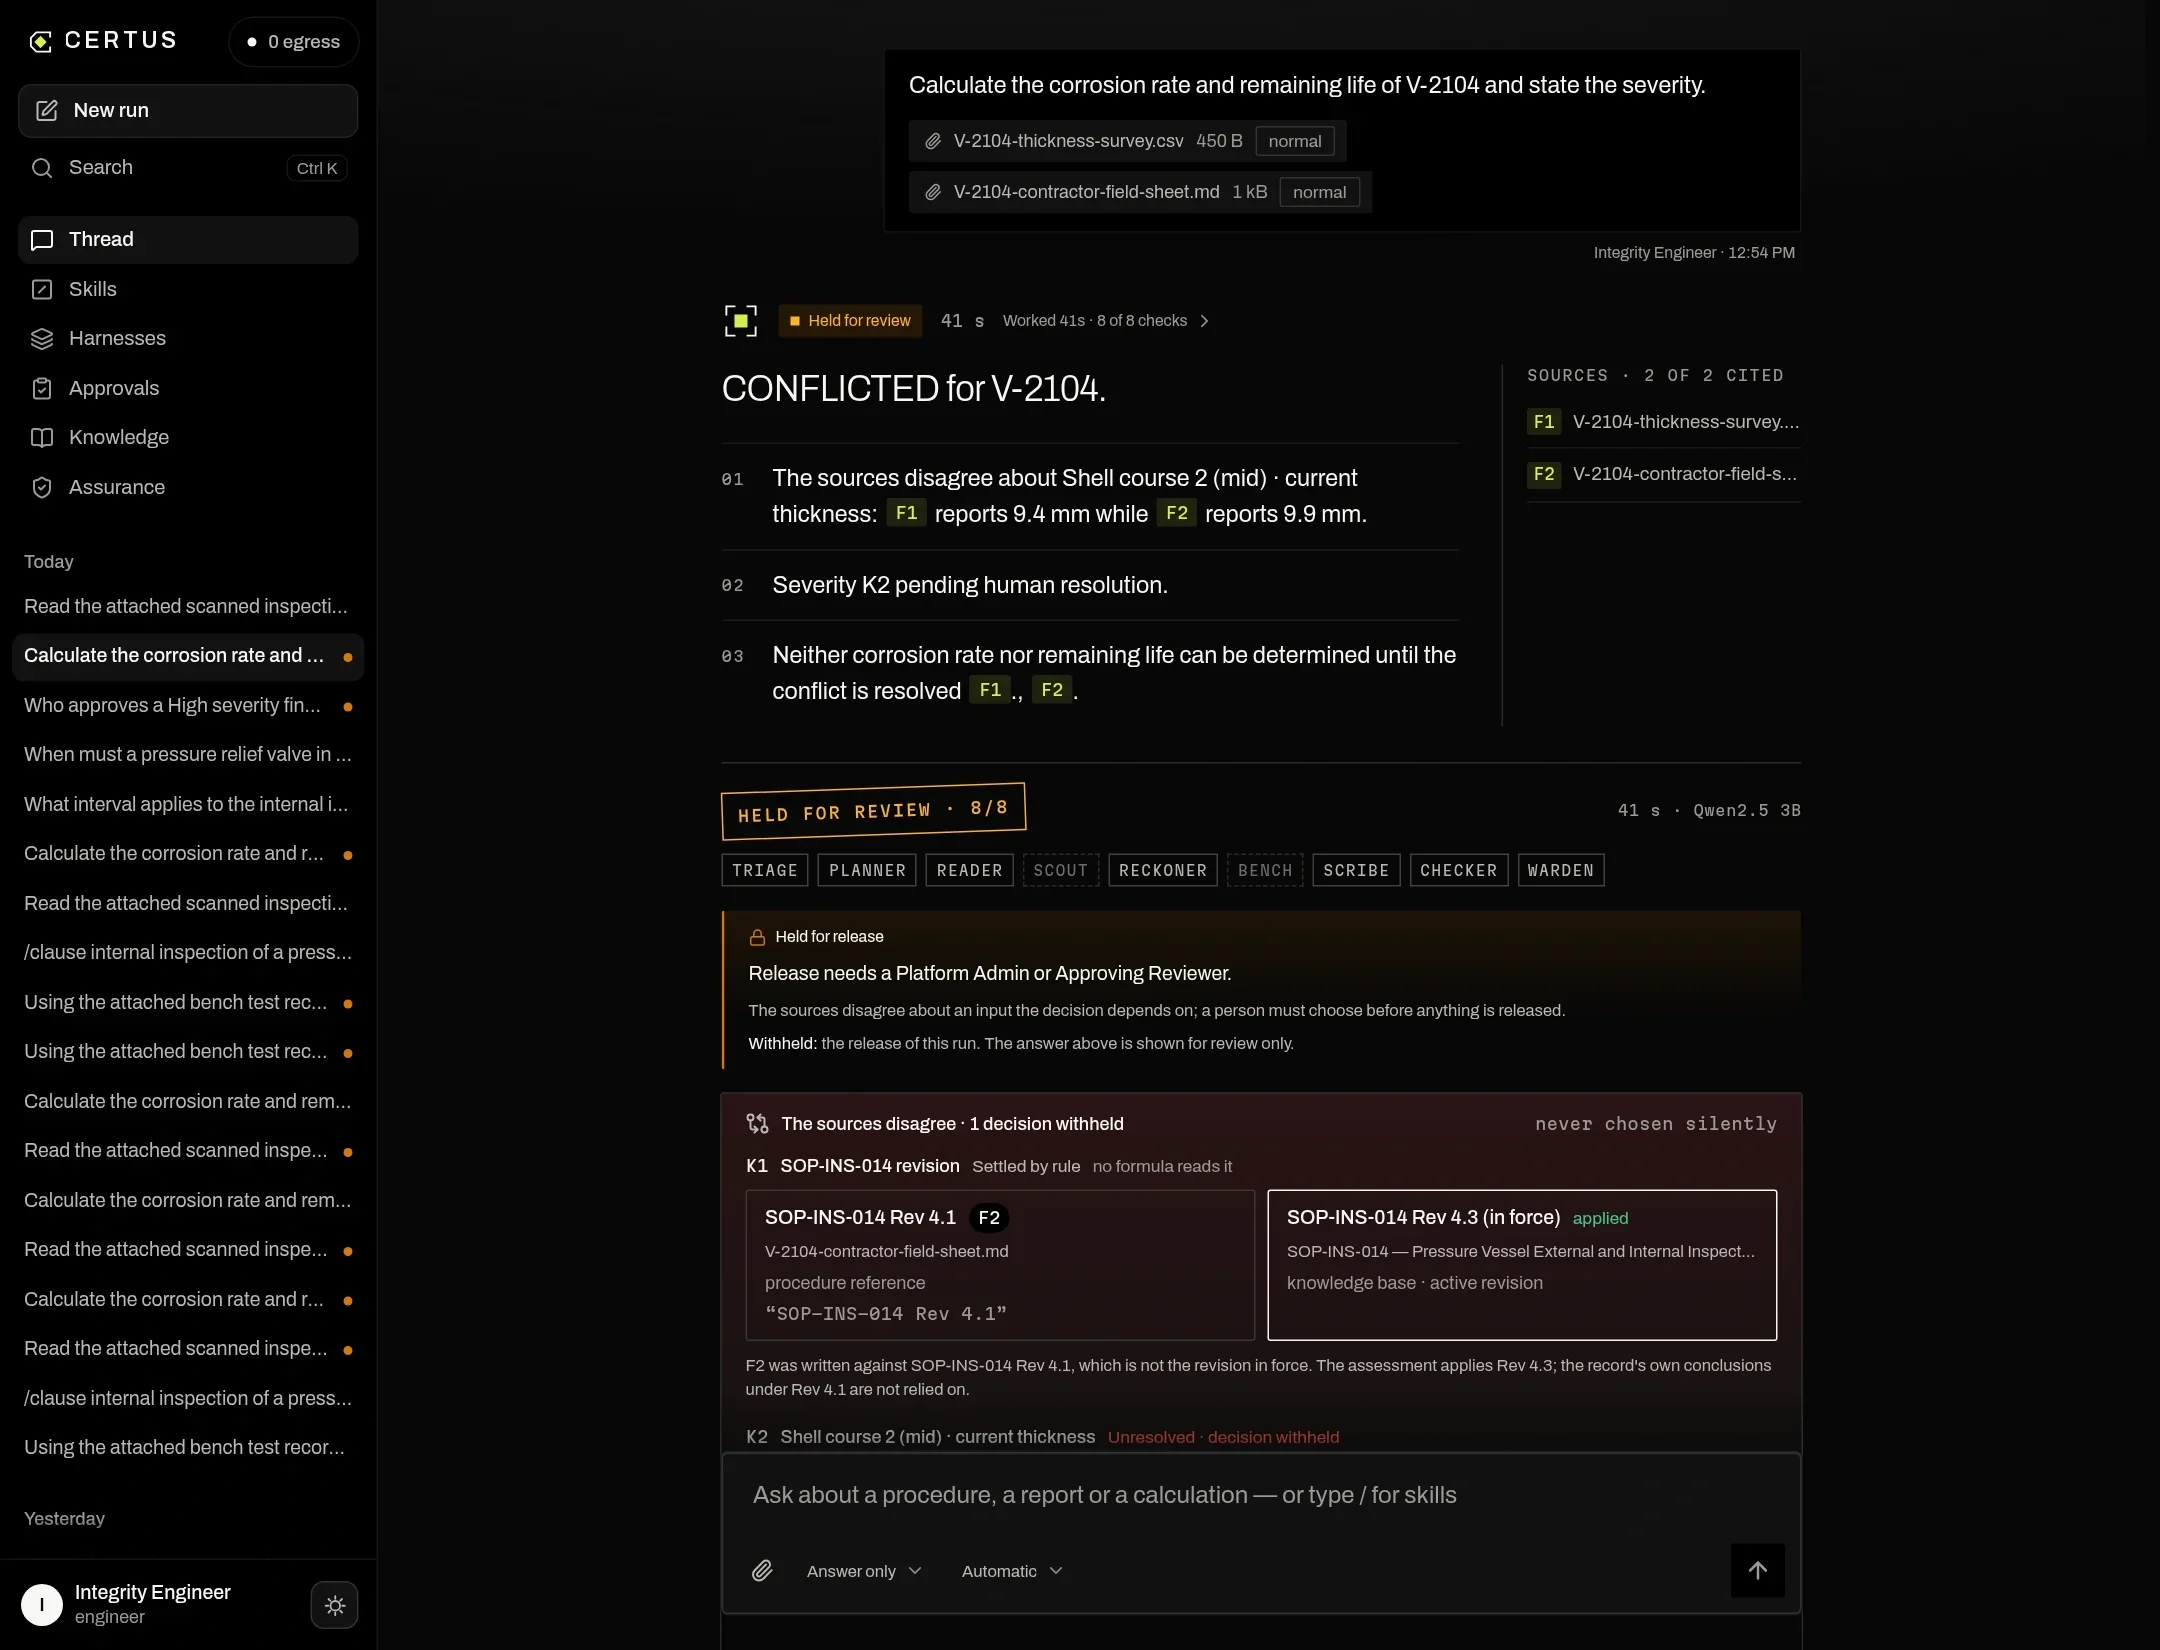 CERTUS
0 egress
New run
Search
Ctrl K
Thread
Skills
Harnesses
Approvals
Knowledge
Assurance
Today
Read the attached scanned inspecti...
Calculate the corrosion rate and ...
Who approves a High severity fin...
When must a pressure relief valve in ...
What interval applies to the internal i...
Calculate the corrosion rate and r...
Read the attached scanned inspecti...
/clause internal inspection of a press...
Using the attached bench test rec...
Using the attached bench test rec...
Calculate the corrosion rate and rem...
Read the attached scanned inspe...
Calculate the corrosion rate and rem...
Read the attached scanned inspe...
Calculate the corrosion rate and r...
Read the attached scanned inspe...
/clause internal inspection of a press...
Using the attached bench test recor...
Yesterday
I
Integrity Engineer
engineer
Calculate the corrosion rate and remaining life of V-2104 and state the severity.
V-2104-thickness-survey.csv 450 B normal
V-2104-contractor-field-sheet.md 1 kB normal
Integrity Engineer · 12:54 PM
Held for review 41 s Worked 41s · 8 of 8 checks
CONFLICTED for V-2104.
01 The sources disagree about Shell course 2 (mid) · current
thickness: F1 reports 9.4 mm while F2 reports 9.9 mm.
02 Severity K2 pending human resolution.
03 Neither corrosion rate nor remaining life can be determined until the
conflict is resolved F1., F2.
SOURCES · 2 OF 2 CITED
F1 V-2104-thickness-survey....
F2 V-2104-contractor-field-s...
HELD FOR REVIEW · 8/8
41 s · Qwen2.5 3B
TRIAGE PLANNER READER SCOUT RECKONER BENCH SCRIBE CHECKER WARDEN
Held for release
Release needs a Platform Admin or Approving Reviewer.
The sources disagree about an input the decision depends on; a person must choose before anything is released.
Withheld: the release of this run. The answer above is shown for review only.
The sources disagree · 1 decision withheld
never chosen silently
K1 SOP-INS-014 revision Settled by rule no formula reads it
SOP-INS-014 Rev 4.1 F2
V-2104-contractor-field-sheet.md
procedure reference
“SOP-INS-014 Rev 4.1”
SOP-INS-014 Rev 4.3 (in force) applied
SOP-INS-014 — Pressure Vessel External and Internal Inspect...
knowledge base · active revision
F2 was written against SOP-INS-014 Rev 4.1, which is not the revision in force. The assessment applies Rev 4.3; the record's own conclusions
under Rev 4.1 are not relied on.
K2 Shell course 2 (mid) · current thickness Unresolved · decision withheld
Ask about a procedure, a report or a calculation — or type / for skills
Answer only
Automatic